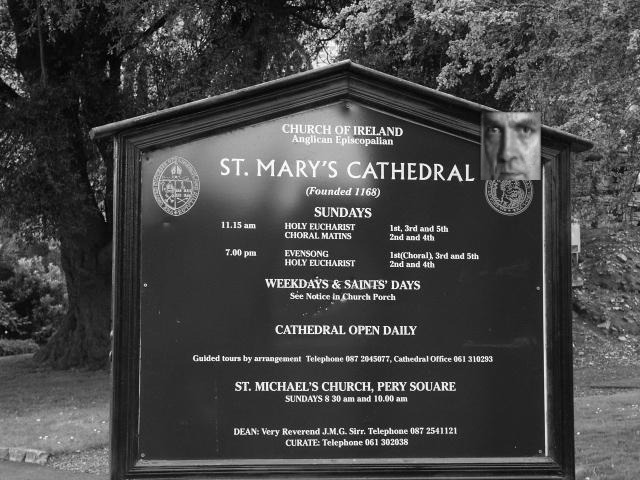 CHURCH OF IRELAND
Anglican Episcopalian
ST. MARY'S CATHEDRAL
(Founded 1168)
SUNDAYS
11.15 am HOLY EUCHARIST 1st, 3rd and 5th
CHORAL MATINS 2nd and 4th
7.00 pm EVENSONG 1st(Choral), 3rd and 5th
HOLY EUCHARIST 2nd and 4th
WEEKDAYS & SAINTS' DAYS
See Notice in Church Porch
CATHEDRAL OPEN DAILY
Guided tours by arrangement Telephone 087 2045077, Cathedral Office 061 310293
ST. MICHAEL'S CHURCH, PERY SQUARE
SUNDAYS 8 30 am and 10.00 am
DEAN: Very Reverend J.M.G. Sirr. Telephone 087 2541121
CURATE: Telephone 061 302038